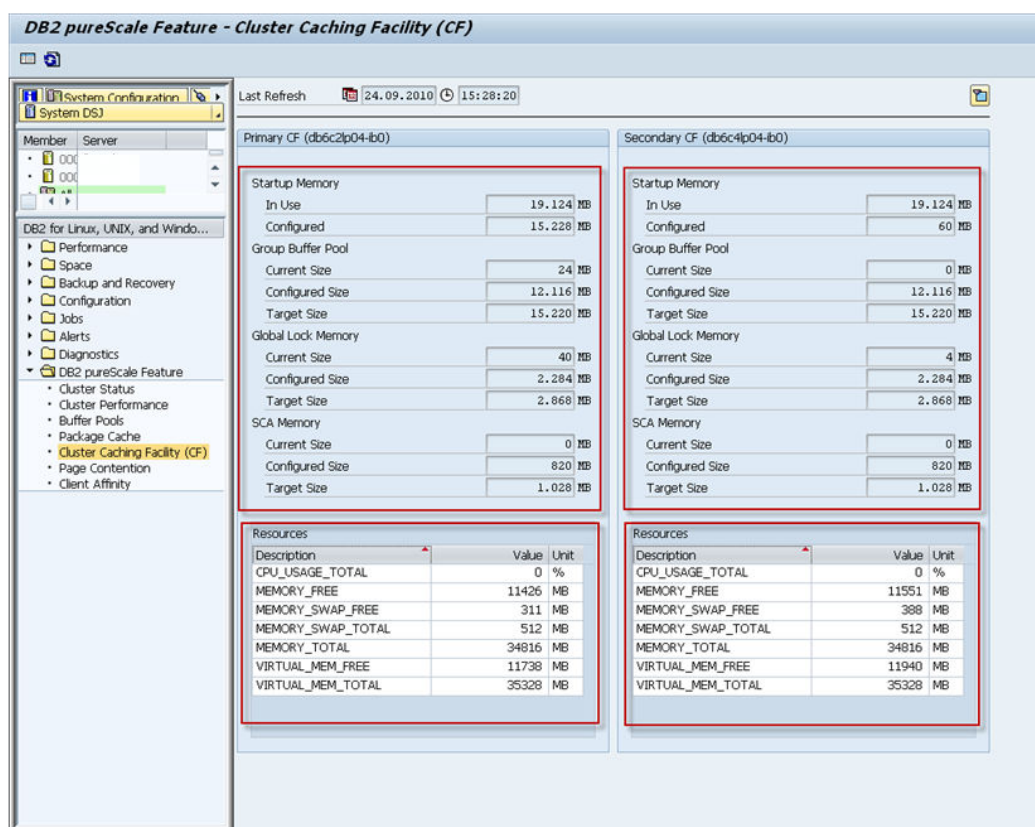 DB2 pureScale Feature - Cluster Caching Facility (CF)
System Configuration
System DSJ
Member Server
000
000
All
DB2 for Linux, UNIX, and Windo...
Performance
Space
Backup and Recovery
Configuration
Jobs
Alerts
Diagnostics
DB2 pureScale Feature
Cluster Status
Cluster Performance
Buffer Pools
Package Cache
Cluster Caching Facility (CF)
Page Contention
Client Affinity
Last Refresh 24.09.2010 15:28:20
Primary CF (db6c2lp04-ib0)
Startup Memory
In Use 19.124 MB
Configured 15.228 MB
Group Buffer Pool
Current Size 24 MB
Configured Size 12.116 MB
Target Size 15.220 MB
Global Lock Memory
Current Size 40 MB
Configured Size 2.284 MB
Target Size 2.868 MB
SCA Memory
Current Size 0 MB
Configured Size 820 MB
Target Size 1.028 MB
Resources
Description Value Unit
CPU_USAGE_TOTAL 0 %
MEMORY_FREE 11426 MB
MEMORY_SWAP_FREE 311 MB
MEMORY_SWAP_TOTAL 512 MB
MEMORY_TOTAL 34816 MB
VIRTUAL_MEM_FREE 11738 MB
VIRTUAL_MEM_TOTAL 35328 MB
Secondary CF (db6c4lp04-ib0)
Startup Memory
In Use 19.124 MB
Configured 60 MB
Group Buffer Pool
Current Size 0 MB
Configured Size 12.116 MB
Target Size 15.220 MB
Global Lock Memory
Current Size 4 MB
Configured Size 2.284 MB
Target Size 2.868 MB
SCA Memory
Current Size 0 MB
Configured Size 820 MB
Target Size 1.028 MB
Resources
Description Value Unit
CPU_USAGE_TOTAL 0 %
MEMORY_FREE 11551 MB
MEMORY_SWAP_FREE 388 MB
MEMORY_SWAP_TOTAL 512 MB
MEMORY_TOTAL 34816 MB
VIRTUAL_MEM_FREE 11940 MB
VIRTUAL_MEM_TOTAL 35328 MB